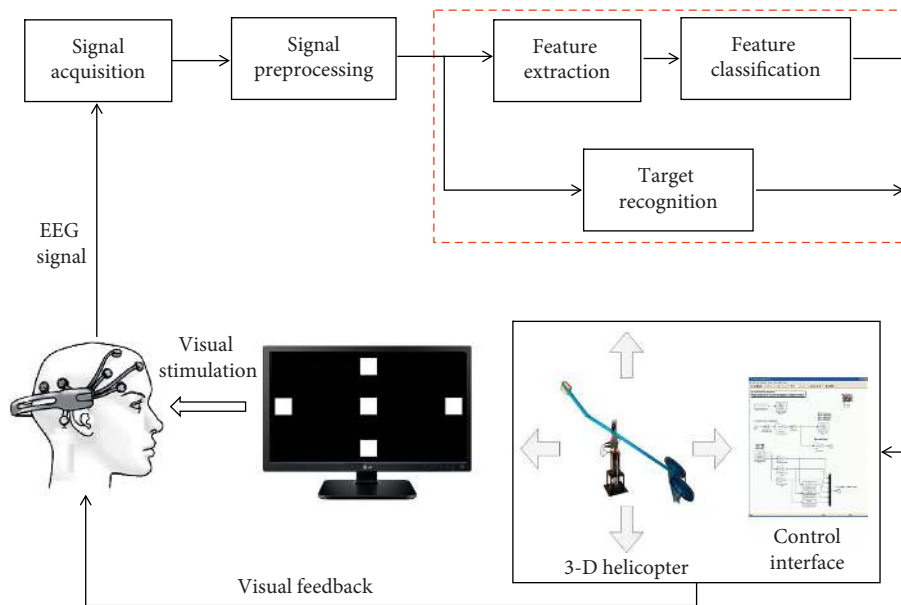 Signal
acquisition
Signal
preprocessing
Feature
extraction
Feature
classification
Target
recognition
EEG
signal
Visual
stimulation
LG
3-D helicopter
Control
interface
Visual feedback